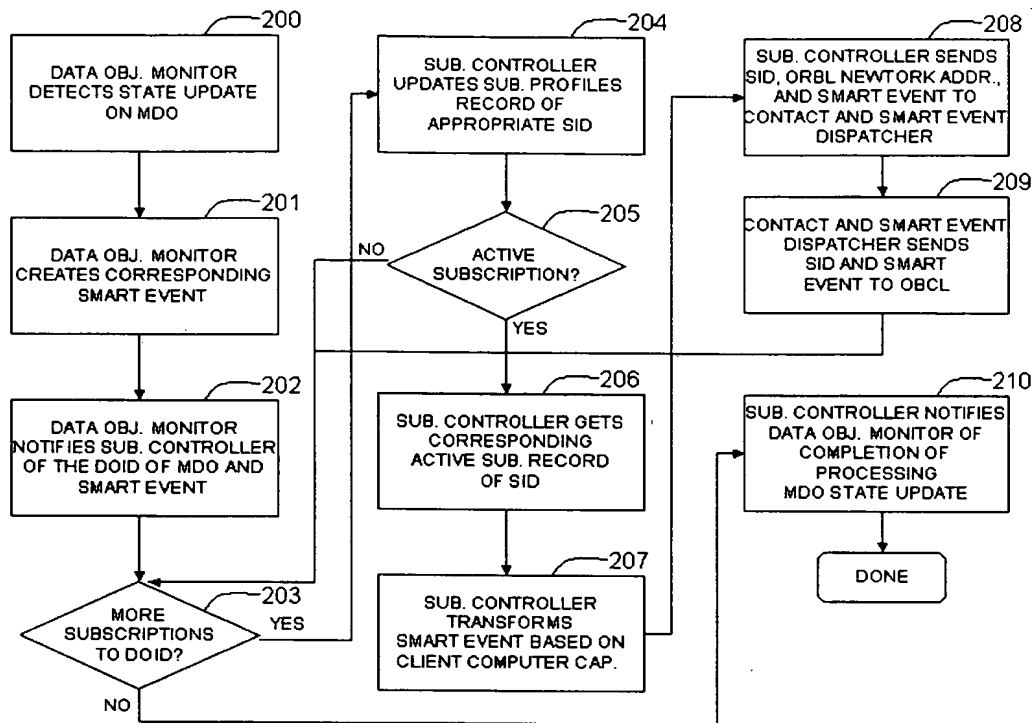 200
DATA OBJ. MONITOR
DETECTS STATE UPDATE
ON MDO
201
DATA OBJ. MONITOR
CREATES CORRESPONDING
SMART EVENT
202
DATA OBJ. MONITOR
NOTIFIES SUB. CONTROLLER
OF THE DOID OF MDO AND
SMART EVENT
203
MORE
SUBSCRIPTIONS
TO DOID?
YES
NO
204
SUB. CONTROLLER
UPDATES SUB. PROFILES
RECORD OF
APPROPRIATE SID
205
ACTIVE
SUBSCRIPTION?
NO
YES
206
SUB. CONTROLLER GETS
CORRESPONDING
ACTIVE SUB. RECORD
OF SID
207
SUB. CONTROLLER
TRANSFORMS
SMART EVENT BASED ON
CLIENT COMPUTER CAP.
208
SUB. CONTROLLER SENDS
SID, ORBL NEWTORK ADDR.,
AND SMART EVENT TO
CONTACT AND SMART EVENT
DISPATCHER
209
CONTACT AND SMART EVENT
DISPATCHER SENDS
SID AND SMART
EVENT TO OBCL
210
SUB. CONTROLLER NOTIFIES
DATA OBJ. MONITOR OF
COMPLETION OF
PROCESSING
MDO STATE UPDATE
DONE